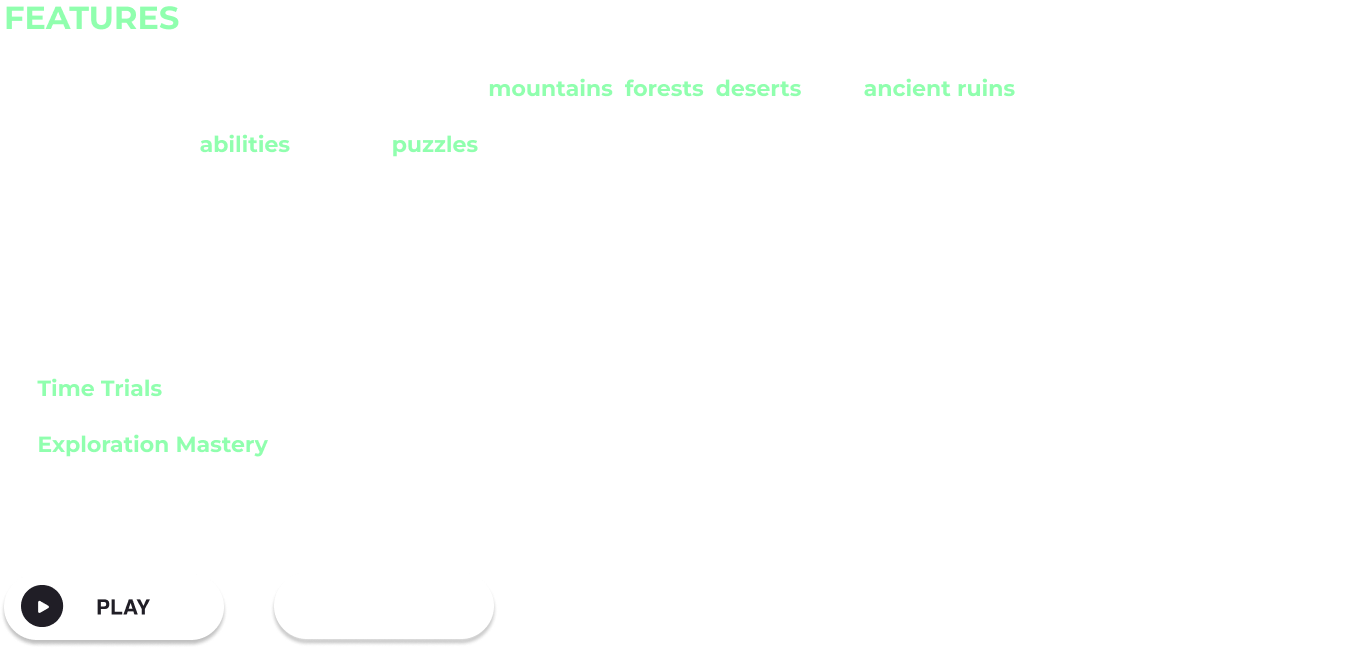 FEATURES
mountains forests deserts ancient ruins
abilities puzzles
Time Trials
Exploration Mastery
PLAY